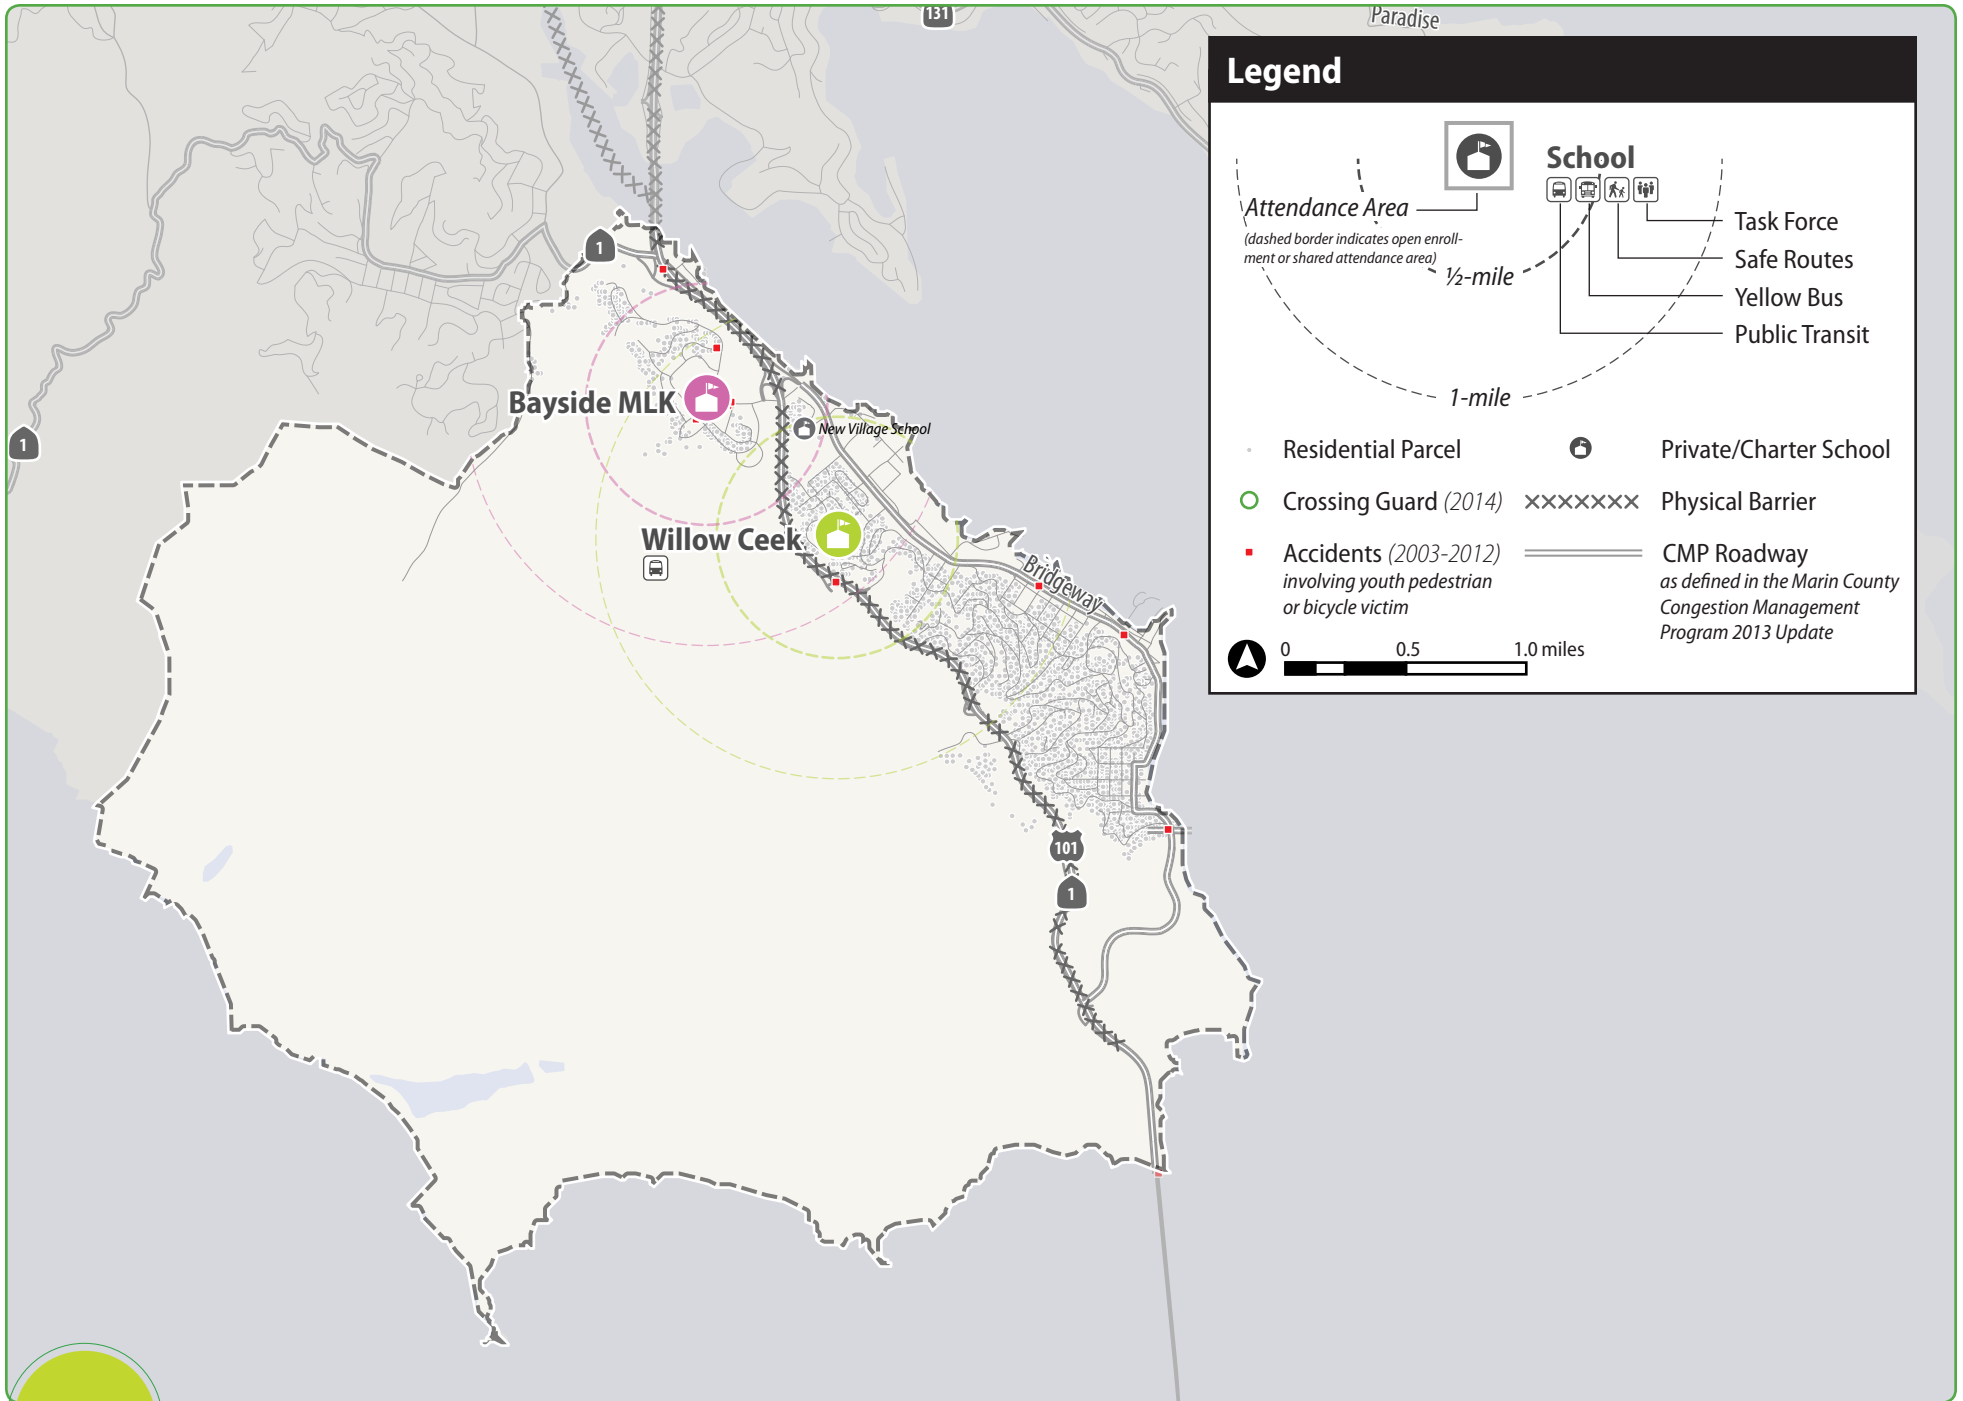 131
Paradise
Legend
School
Attendance Area
(dashed border indicates open enroll-
ment or shared attendance area)
½-mile
1-mile
Task Force
Safe Routes
Yellow Bus
Public Transit
Residential Parcel
Private/Charter School
Crossing Guard (2014)
Physical Barrier
Accidents (2003-2012)
involving youth pedestrian
or bicycle victim
CMP Roadway
as defined in the Marin County
Congestion Management
Program 2013 Update
0 0.5 1.0 miles
1
1
Bayside MLK
New Village School
Willow Ceek
Bridgeway
101
1